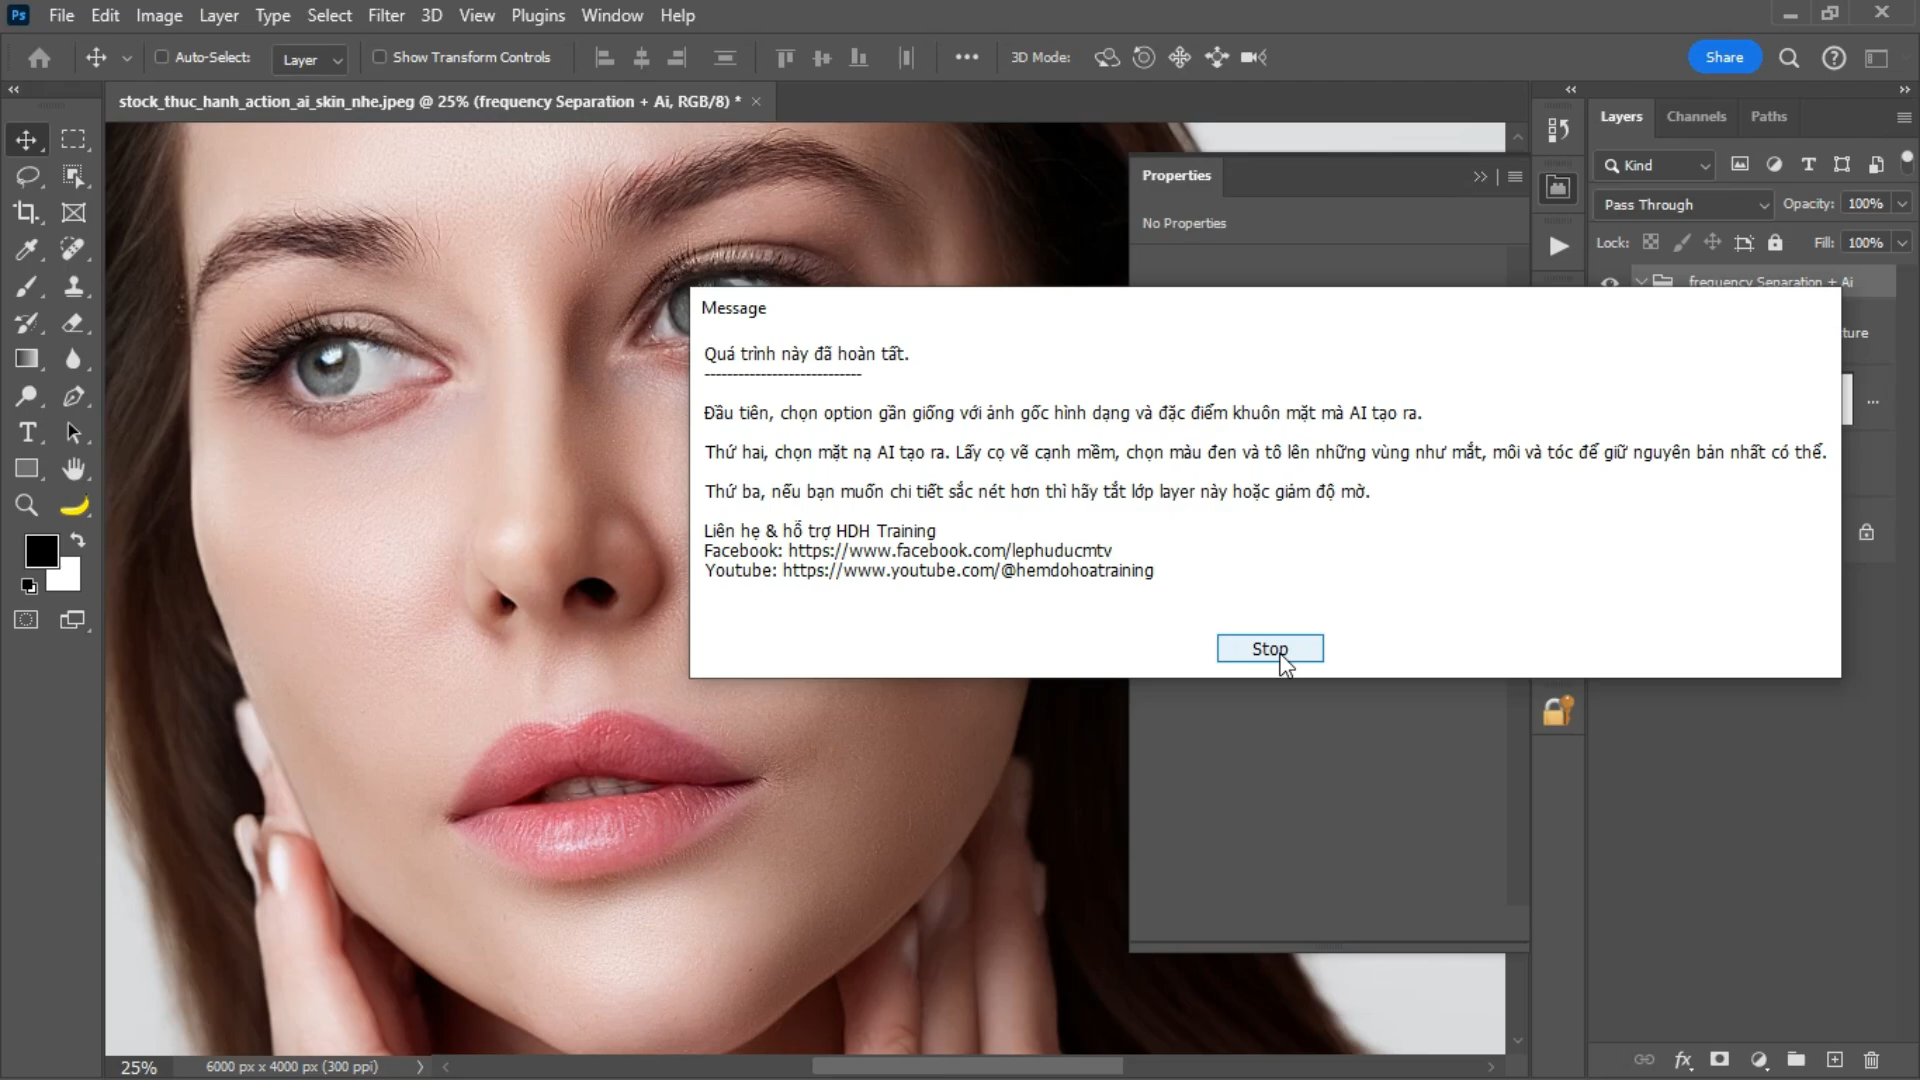 Ps File Edit Image Layer Type Select Filter 3D View Plugins Window Help
Auto-Select: Layer Show Transform Controls 3D Mode: Share
stock_thuc_hanh_action_ai_skin_nhe.jpeg @ 25% (frequency Separation + Ai, RGB/8) *
Layers Channels Paths
Kind
Properties
Pass Through Opacity: 100%
No Properties
Lock: Fill: 100%
frequency Separation + Ai
Message
ture
Quá trình này đã hoàn tất.
----------------------------
Đầu tiên, chọn option gần giống với ảnh gốc hình dạng và đặc điểm khuôn mặt mà AI tạo ra.
Thứ hai, chọn mặt nạ AI tạo ra. Lấy cọ vẽ cạnh mềm, chọn màu đen và tô lên những vùng như mắt, môi và tóc để giữ nguyên bản nhất có thể.
Thứ ba, nếu bạn muốn chi tiết sắc nét hơn thì hãy tắt lớp layer này hoặc giảm độ mờ.
Liên hẹ & hỗ trợ HDH Training
Facebook: https://www.facebook.com/lephuducmtv
Youtube: https://www.youtube.com/@hemdohoatraining
Stop
25% 6000 px x 4000 px (300 ppi)